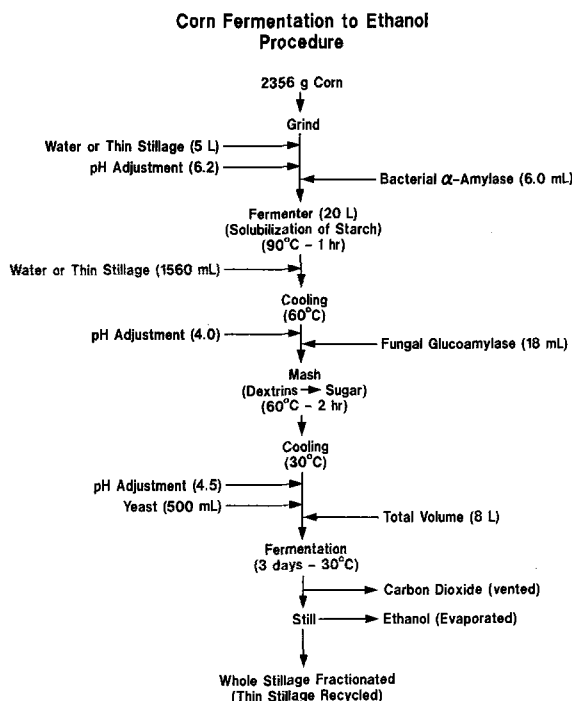 Corn Fermentation to Ethanol
Procedure
2356 g Corn
Grind
Water or Thin Stillage (5 L)
pH Adjustment (6.2)
Bacterial α-Amylase (6.0 mL)
Fermenter (20 L)
(Solubilization of Starch)
(90°C - 1 hr)
Water or Thin Stillage (1560 mL)
Cooling
(60°C)
pH Adjustment (4.0)
Fungal Glucoamylase (18 mL)
Mash
(Dextrins → Sugar)
(60°C - 2 hr)
Cooling
(30°C)
pH Adjustment (4.5)
Yeast (500 mL)
Total Volume (8 L)
Fermentation
(3 days - 30°C)
Carbon Dioxide (vented)
Still
Ethanol (Evaporated)
Whole Stillage Fractionated
(Thin Stillage Recycled)